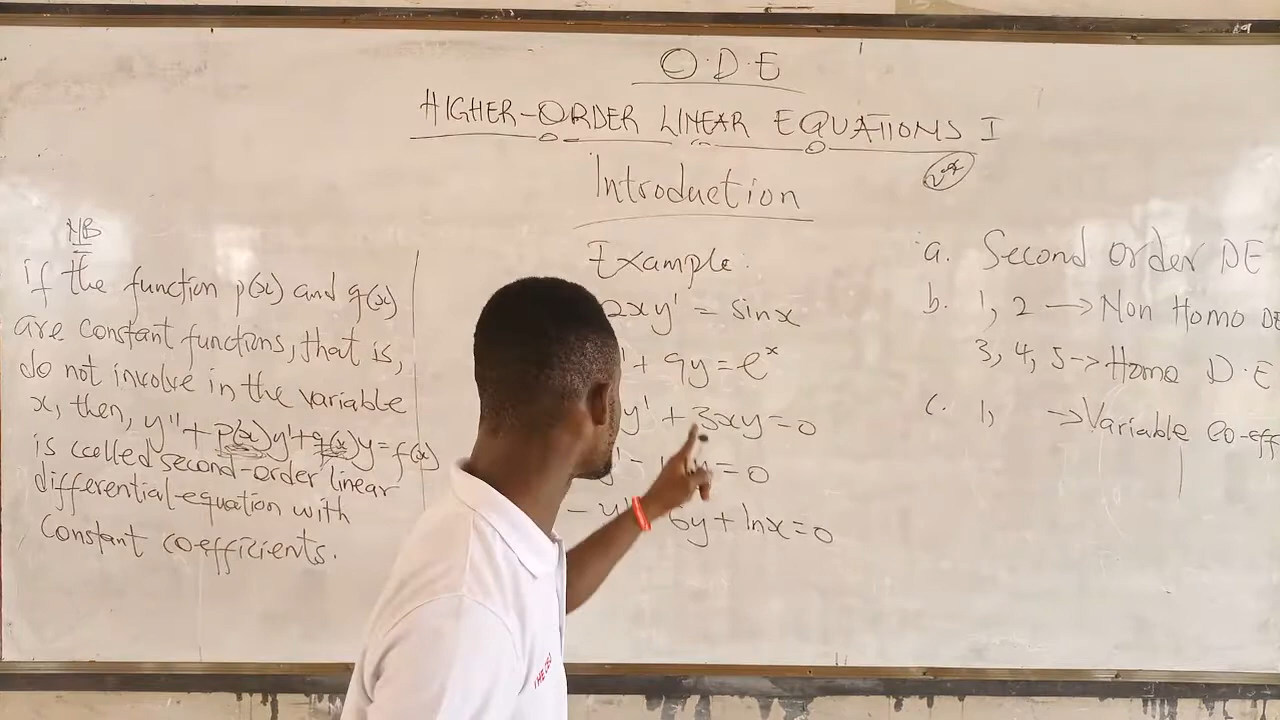 O.D.E
HIGHER-ORDER LINEAR EQUATIONS I
Introduction
NB
if the function p(x) and q(x)
are constant functions, that is,
do not involve in the variable
x, then, y'' + p(x)y' + q(x)y = f(x)
is called second-order linear
differential equation with
constant co-efficients.
Example:
2xy' = sinx
' + 9y = e^x
y' + 3xy = 0
y = 0
6y + lnx = 0
a. Second order DE
b. 1, 2 → Non Homo DE
3, 4, 5 → Homo D.E
c. 1, → Variable co-eff